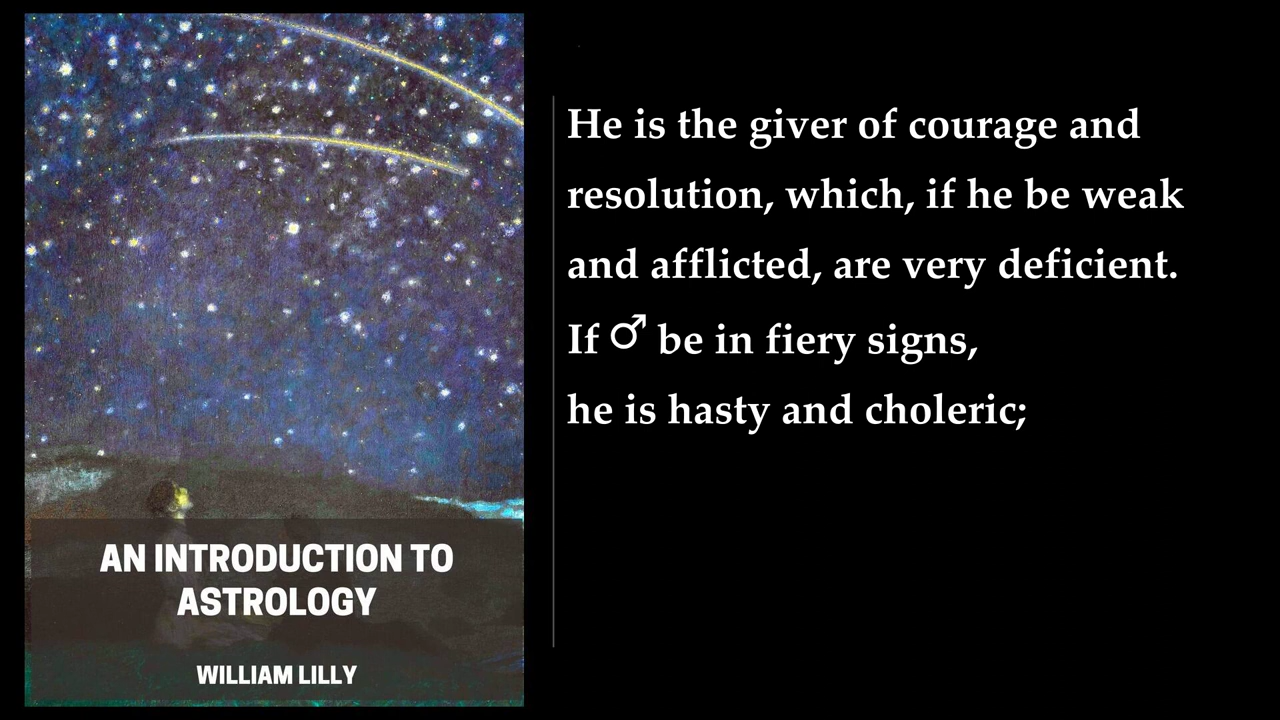 He is the giver of courage and
resolution, which, if he be weak
and afflicted, are very deficient.
If ♂ be in fiery signs,
he is hasty and choleric;
AN INTRODUCTION TO
ASTROLOGY
WILLIAM LILLY